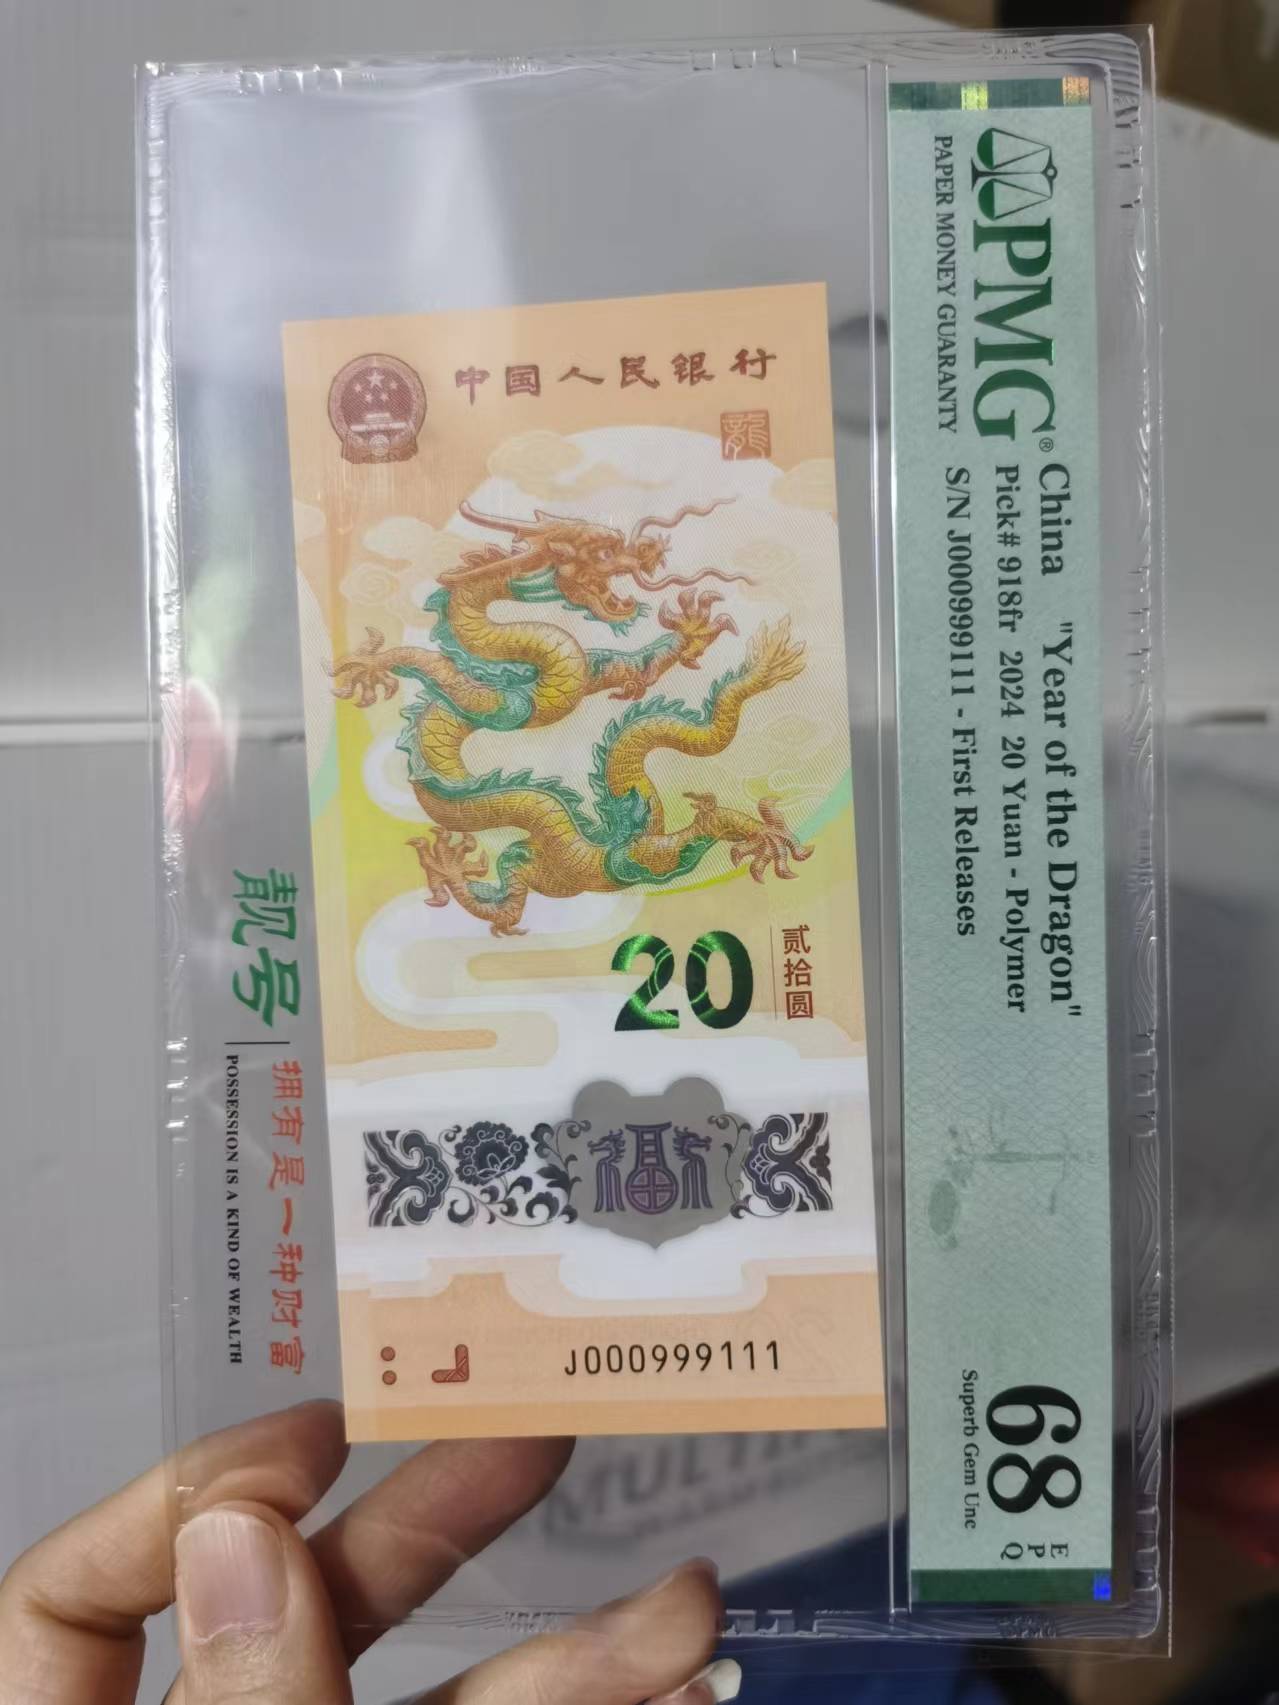 PMG®
PAPER MONEY GUARANTY
China "Year of the Dragon"
Pick# 918fr 2024 20 Yuan - Polymer
S/N J000999111 - First Releases
68
E
P
Q
Superb Gem Unc
中国人民银行
龍
20
贰拾圆
福
J000999111
靓号
拥有是一种财富
POSSESSION IS A KIND OF WEALTH